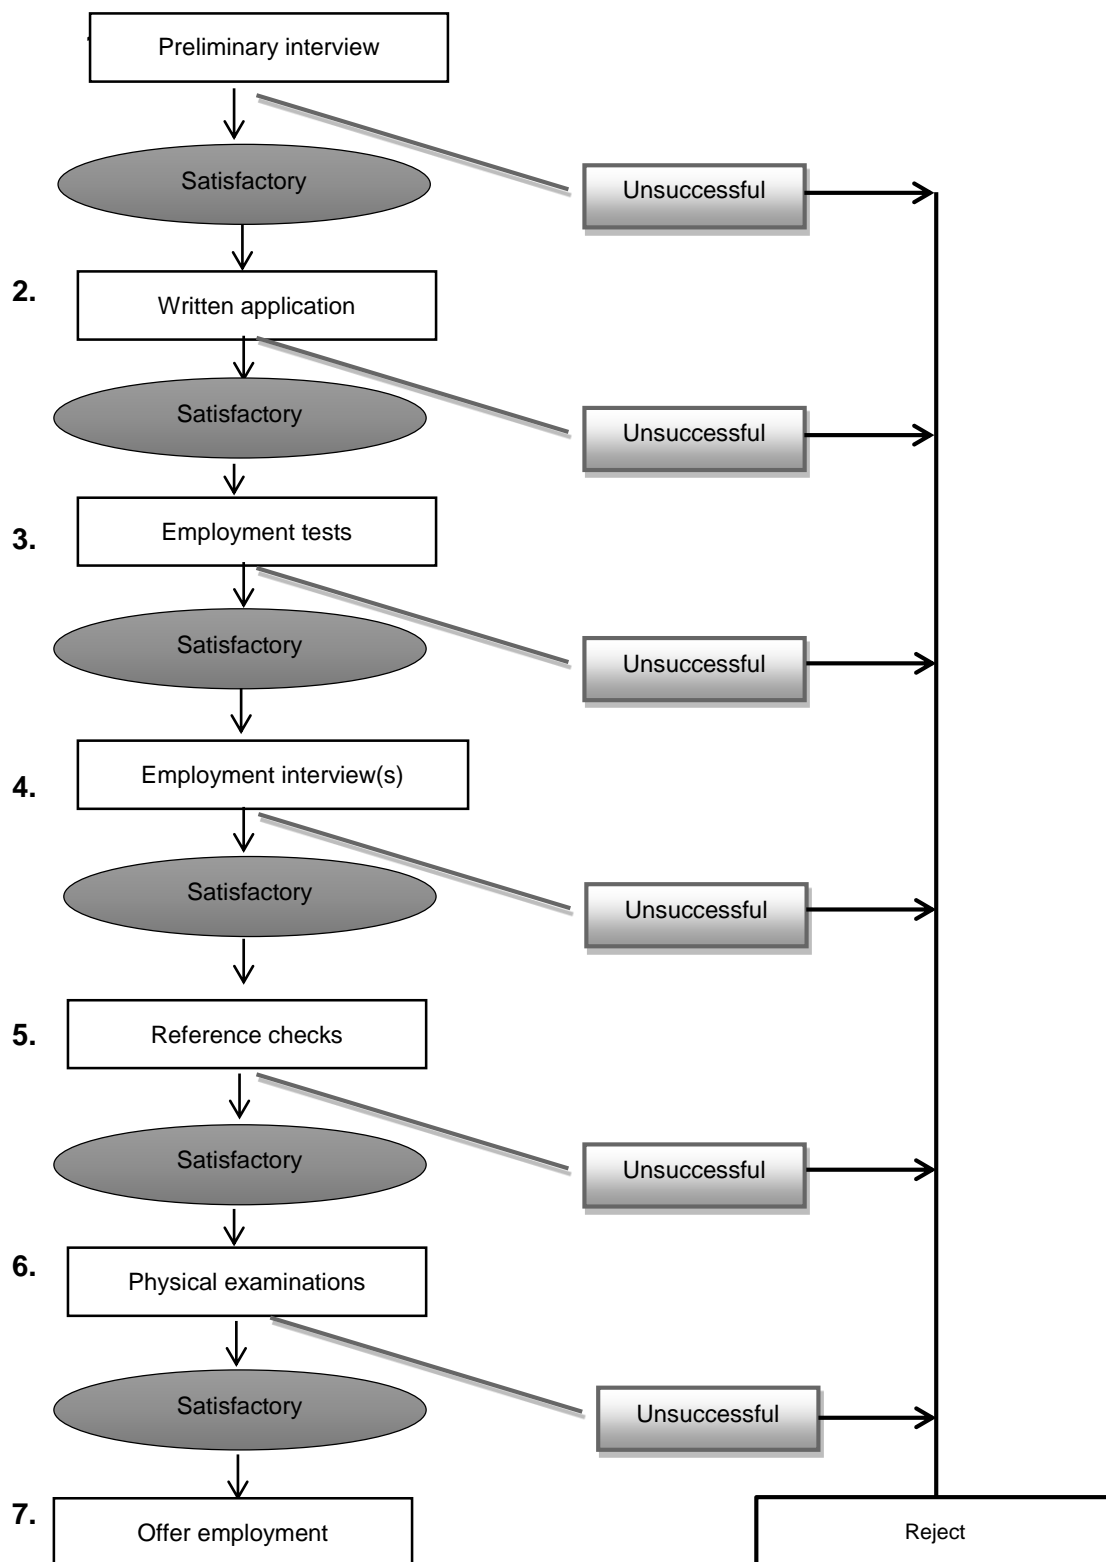 Preliminary interview
Satisfactory
Unsuccessful
2.
Written application
Satisfactory
Unsuccessful
3.
Employment tests
Satisfactory
Unsuccessful
4.
Employment interview(s)
Satisfactory
Unsuccessful
5.
Reference checks
Satisfactory
Unsuccessful
6.
Physical examinations
Satisfactory
Unsuccessful
7.
Offer employment
Reject